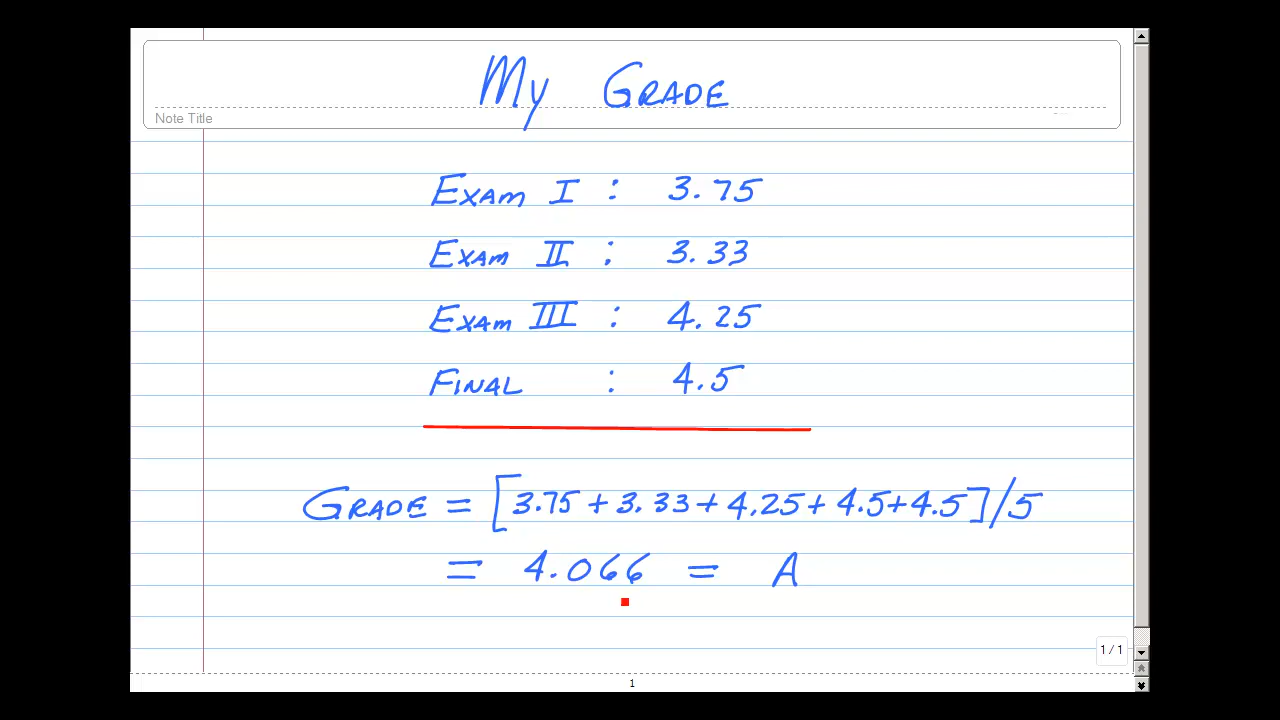 My GRADE
Note Title
EXAM I : 3.75
EXAM II : 3.33
EXAM III : 4.25
FINAL : 4.5
GRADE = [3.75 + 3.33 + 4.25 + 4.5 + 4.5]/5
= 4.066 = A
1 / 1
1